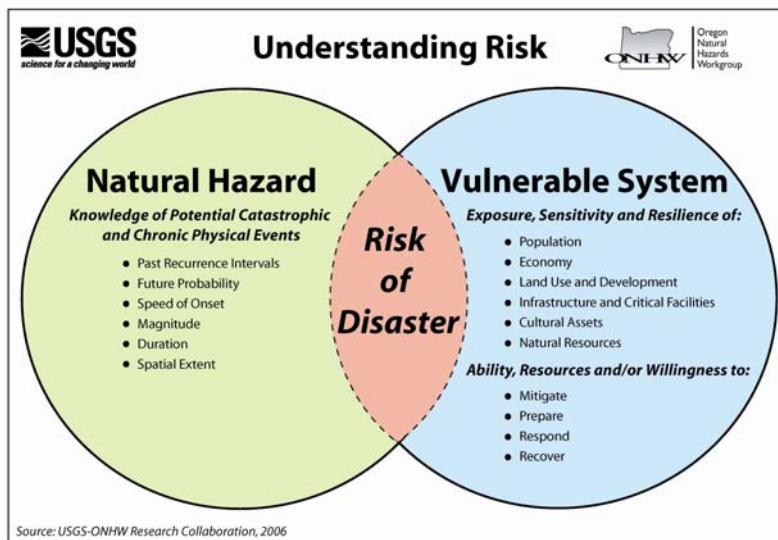 USGS
science for a changing world
Understanding Risk
ONHW
Oregon
Natural
Hazards
Workgroup
Natural Hazard
Knowledge of Potential Catastrophic
and Chronic Physical Events
• Past Recurrence Intervals
• Future Probability
• Speed of Onset
• Magnitude
• Duration
• Spatial Extent
Risk
of
Disaster
Vulnerable System
Exposure, Sensitivity and Resilience of:
• Population
• Economy
• Land Use and Development
• Infrastructure and Critical Facilities
• Cultural Assets
• Natural Resources
Ability, Resources and/or Willingness to:
• Mitigate
• Prepare
• Respond
• Recover
Source: USGS-ONHW Research Collaboration, 2006